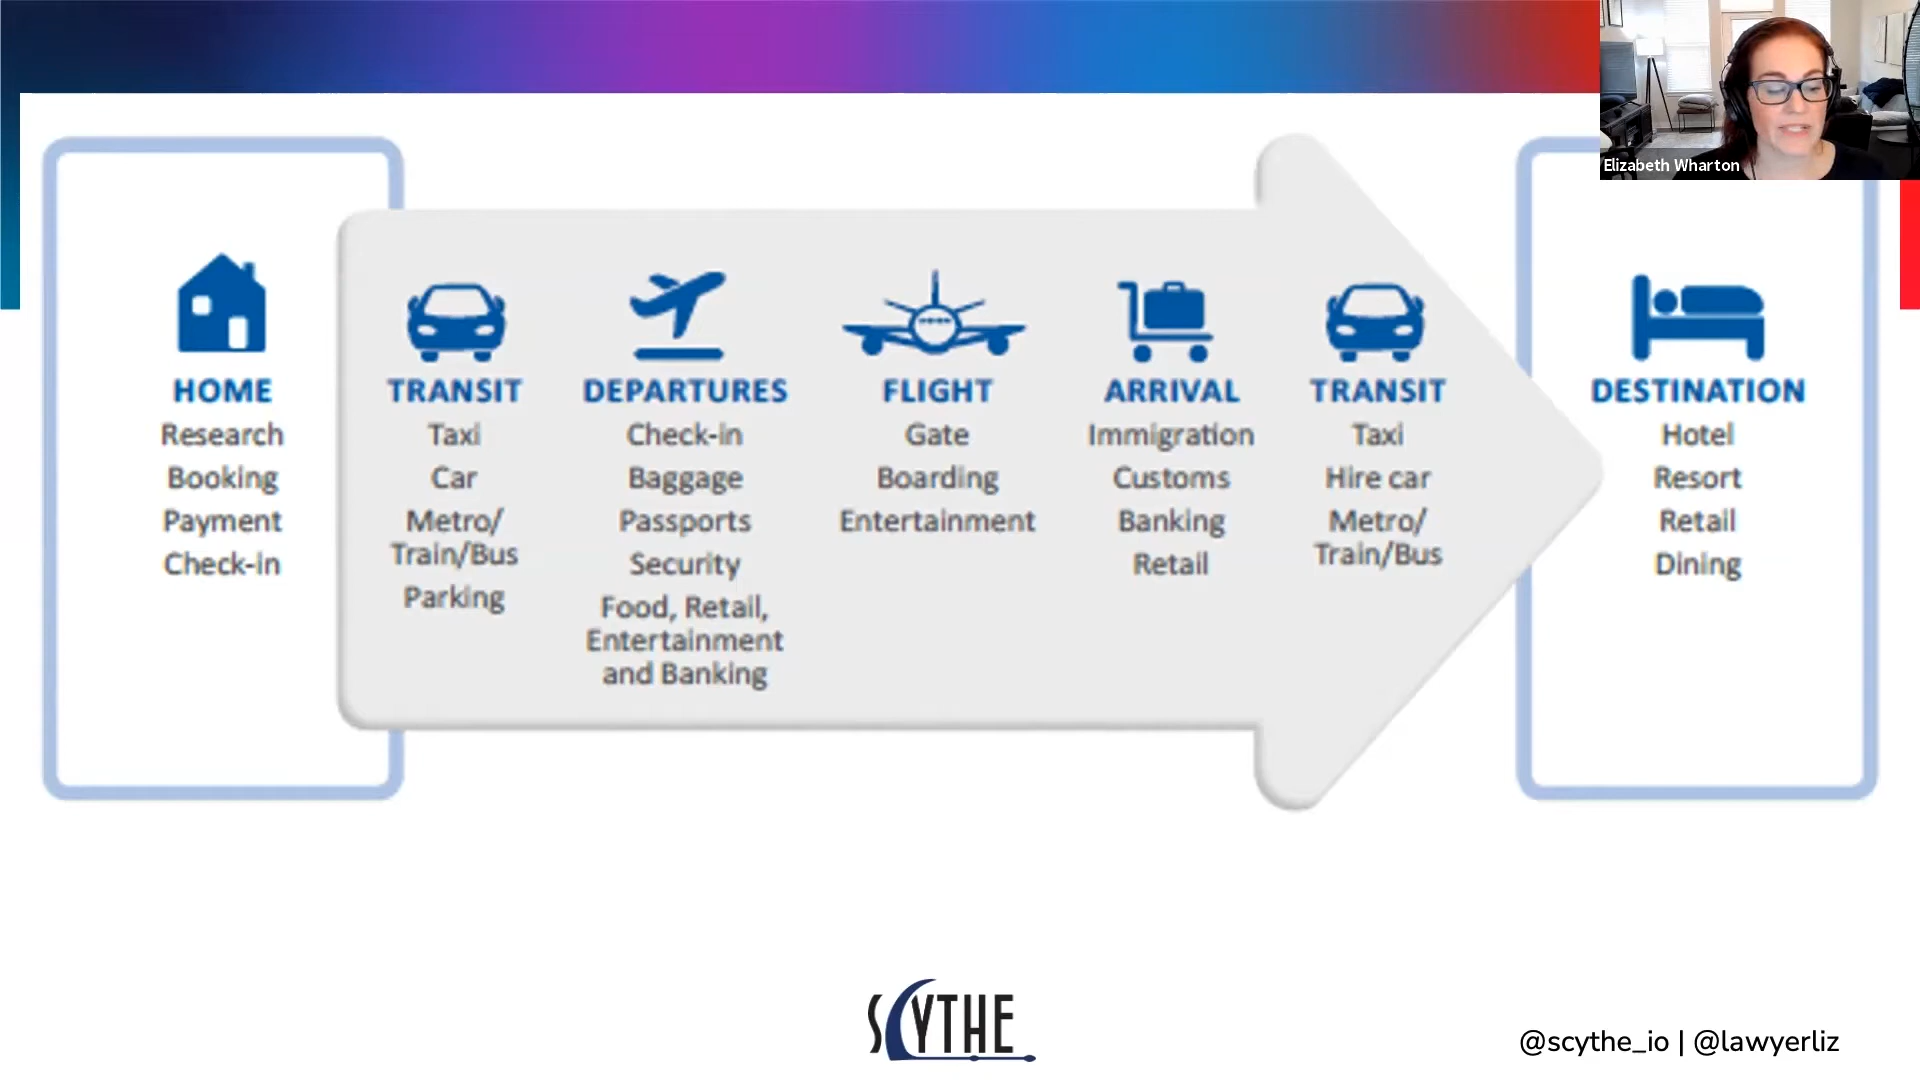 Elizabeth Wharton
HOME
Research
Booking
Payment
Check-in
TRANSIT
Taxi
Car
Metro/
Train/Bus
Parking
DEPARTURES
Check-in
Baggage
Passports
Security
Food, Retail,
Entertainment
and Banking
FLIGHT
Gate
Boarding
Entertainment
ARRIVAL
Immigration
Customs
Banking
Retail
TRANSIT
Taxi
Hire car
Metro/
Train/Bus
DESTINATION
Hotel
Resort
Retail
Dining
SCYTHE
@scythe_io | @lawyerliz